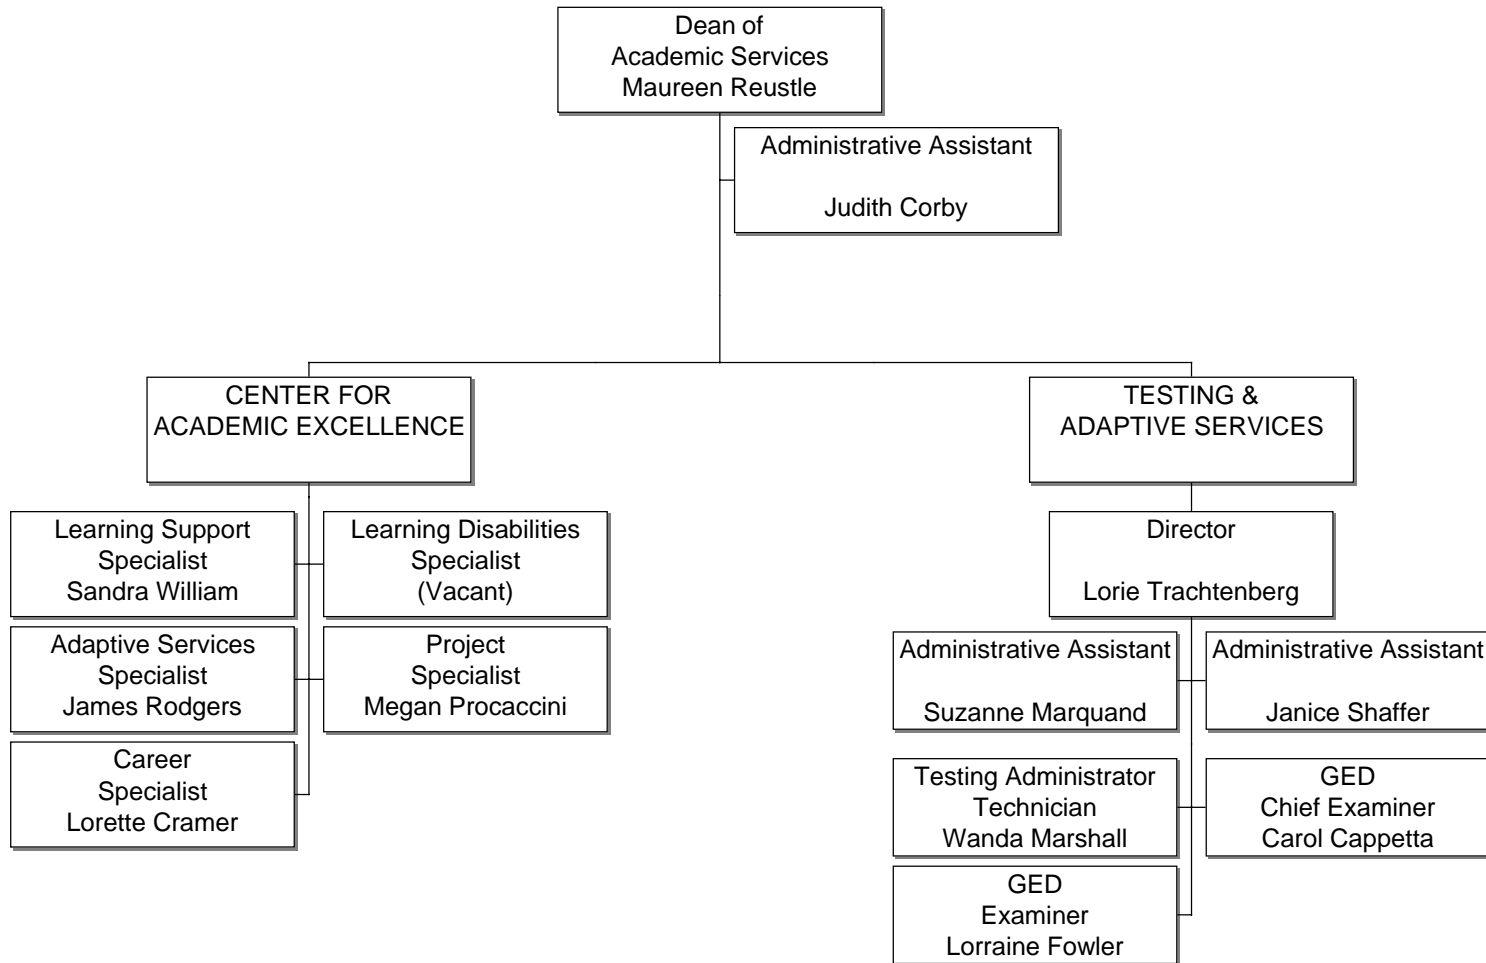 Dean of
Academic Services
Maureen Reustle
Administrative Assistant
Judith Corby
CENTER FOR
ACADEMIC EXCELLENCE
TESTING &
ADAPTIVE SERVICES
Learning Support
Specialist
Sandra William
Learning Disabilities
Specialist
(Vacant)
Adaptive Services
Specialist
James Rodgers
Project
Specialist
Megan Procaccini
Career
Specialist
Lorette Cramer
Director
Lorie Trachtenberg
Administrative Assistant
Suzanne Marquand
Administrative Assistant
Janice Shaffer
Testing Administrator
Technician
Wanda Marshall
GED
Chief Examiner
Carol Cappetta
GED
Examiner
Lorraine Fowler